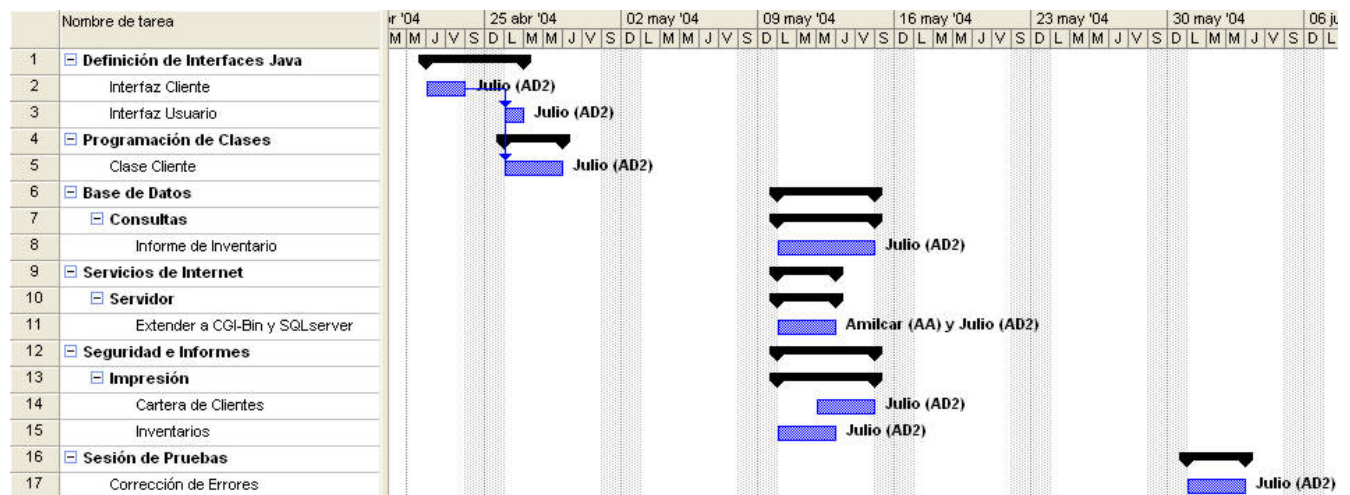 Nombre de tarea
r '04 25 abr '04 02 may '04 09 may '04 16 may '04 23 may '04 30 may '04 06 ju
M M J V S D L M M J V S D L M M J V S D L M M J V S D L M M J V S D L M M J V S D L M M J V S D L
1 Definición de Interfaces Java
2 Interfaz Cliente Julio (AD2)
3 Interfaz Usuario Julio (AD2)
4 Programación de Clases
5 Clase Cliente Julio (AD2)
6 Base de Datos
7 Consultas
8 Informe de Inventario Julio (AD2)
9 Servicios de Internet
10 Servidor
11 Extender a CGI-Bin y SQLserver Amilcar (AA) y Julio (AD2)
12 Seguridad e Informes
13 Impresión
14 Cartera de Clientes Julio (AD2)
15 Inventarios Julio (AD2)
16 Sesión de Pruebas
17 Corrección de Errores Julio (AD2)